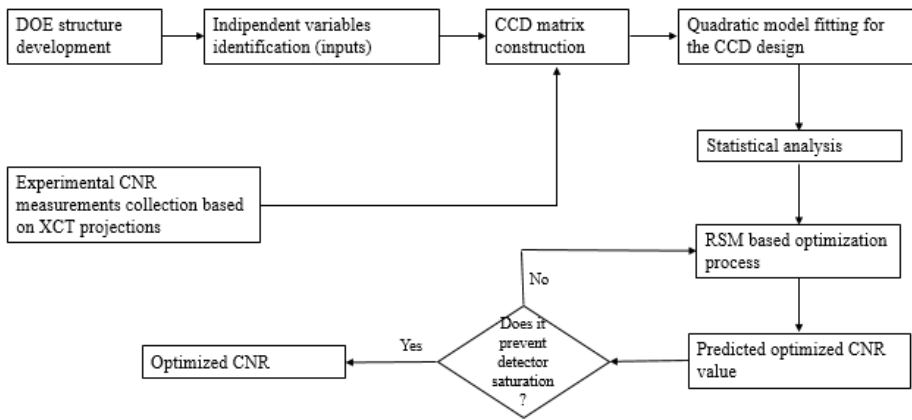 DOE structure
development
Indipendent variables
identification (inputs)
CCD matrix
construction
Quadratic model fitting for
the CCD design
Statistical analysis
Experimental CNR
measurements collection based
on XCT projections
RSM based optimization
process
No
Does it
prevent
detector
saturation
?
Yes
Optimized CNR
Predicted optimized CNR
value